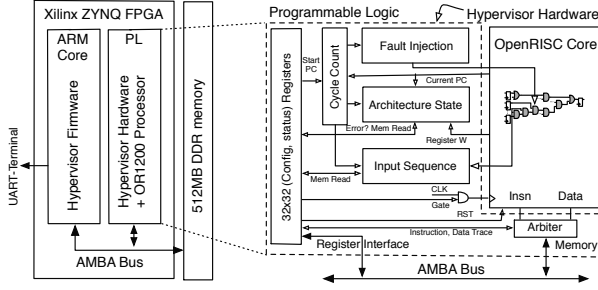 Xilinx ZYNQ FPGA
ARM
Core
Hypervisor Firmware
PL
Hypervisor Hardware
+ OR1200 Processor
UART-Terminal
AMBA Bus
512MB DDR memory
Programmable Logic
Hypervisor Hardware
32x32 (Config, status) Registers
Start
PC
Cycle Count
Fault Injection
Current PC
Architecture State
Error? Mem Read
Register W
Input Sequence
Mem Read
CLK
Gate
RST
OpenRISC Core
Insn
Data
Instruction, Data Trace
Arbiter
Register Interface
Memory
AMBA Bus